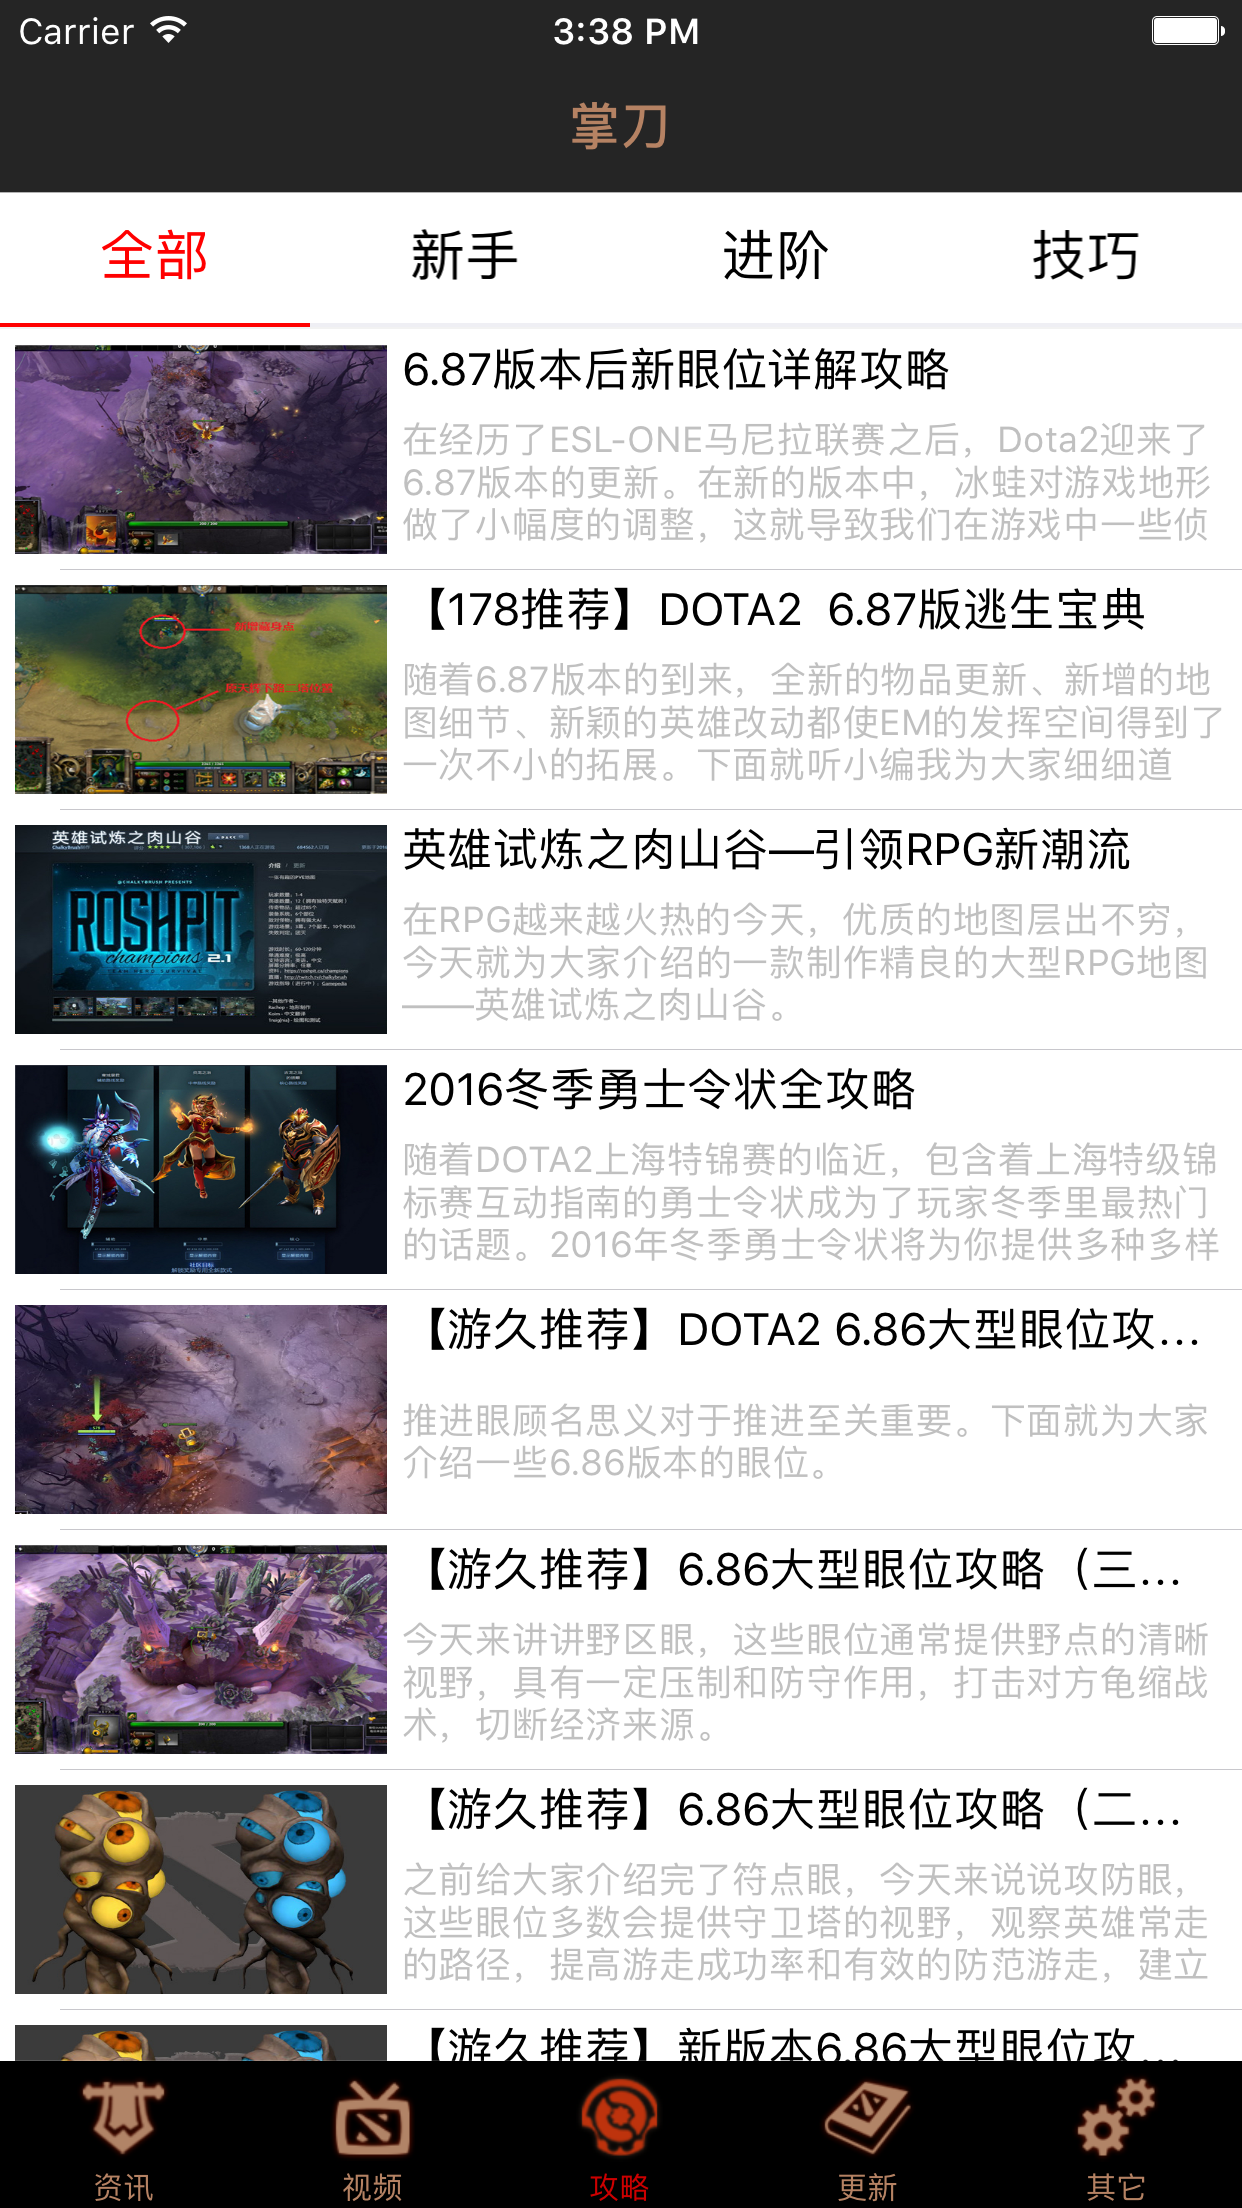 Carrier
3:38 PM
掌刀
全部
新手
进阶
技巧
6.87版本后新眼位详解攻略
在经历了ESL-ONE马尼拉联赛之后，Dota2迎来了
6.87版本的更新。在新的版本中，冰蛙对游戏地形
做了小幅度的调整，这就导致我们在游戏中一些侦
【178推荐】DOTA2 6.87版逃生宝典
随着6.87版本的到来，全新的物品更新、新增的地
图细节、新颖的英雄改动都使EM的发挥空间得到了
一次不小的拓展。下面就听小编我为大家细细道
英雄试炼之肉山谷
ROSHPIT
champions 2.1
英雄试炼之肉山谷—引领RPG新潮流
在RPG越来越火热的今天，优质的地图层出不穷，
今天就为大家介绍的一款制作精良的大型RPG地图
——英雄试炼之肉山谷。
2016冬季勇士令状全攻略
随着DOTA2上海特锦赛的临近，包含着上海特级锦
标赛互动指南的勇士令状成为了玩家冬季里最热门
的话题。2016年冬季勇士令状将为你提供多种多样
【游久推荐】DOTA2 6.86大型眼位攻...
推进眼顾名思义对于推进至关重要。下面就为大家
介绍一些6.86版本的眼位。
【游久推荐】6.86大型眼位攻略（三...
今天来讲讲野区眼，这些眼位通常提供野点的清晰
视野，具有一定压制和防守作用，打击对方龟缩战
术，切断经济来源。
【游久推荐】6.86大型眼位攻略（二...
之前给大家介绍完了符点眼，今天来说说攻防眼，
这些眼位多数会提供守卫塔的视野，观察英雄常走
的路径，提高游走成功率和有效的防范游走，建立
【游久推荐】新版本6.86大型眼位攻...
资讯
视频
攻略
更新
其它